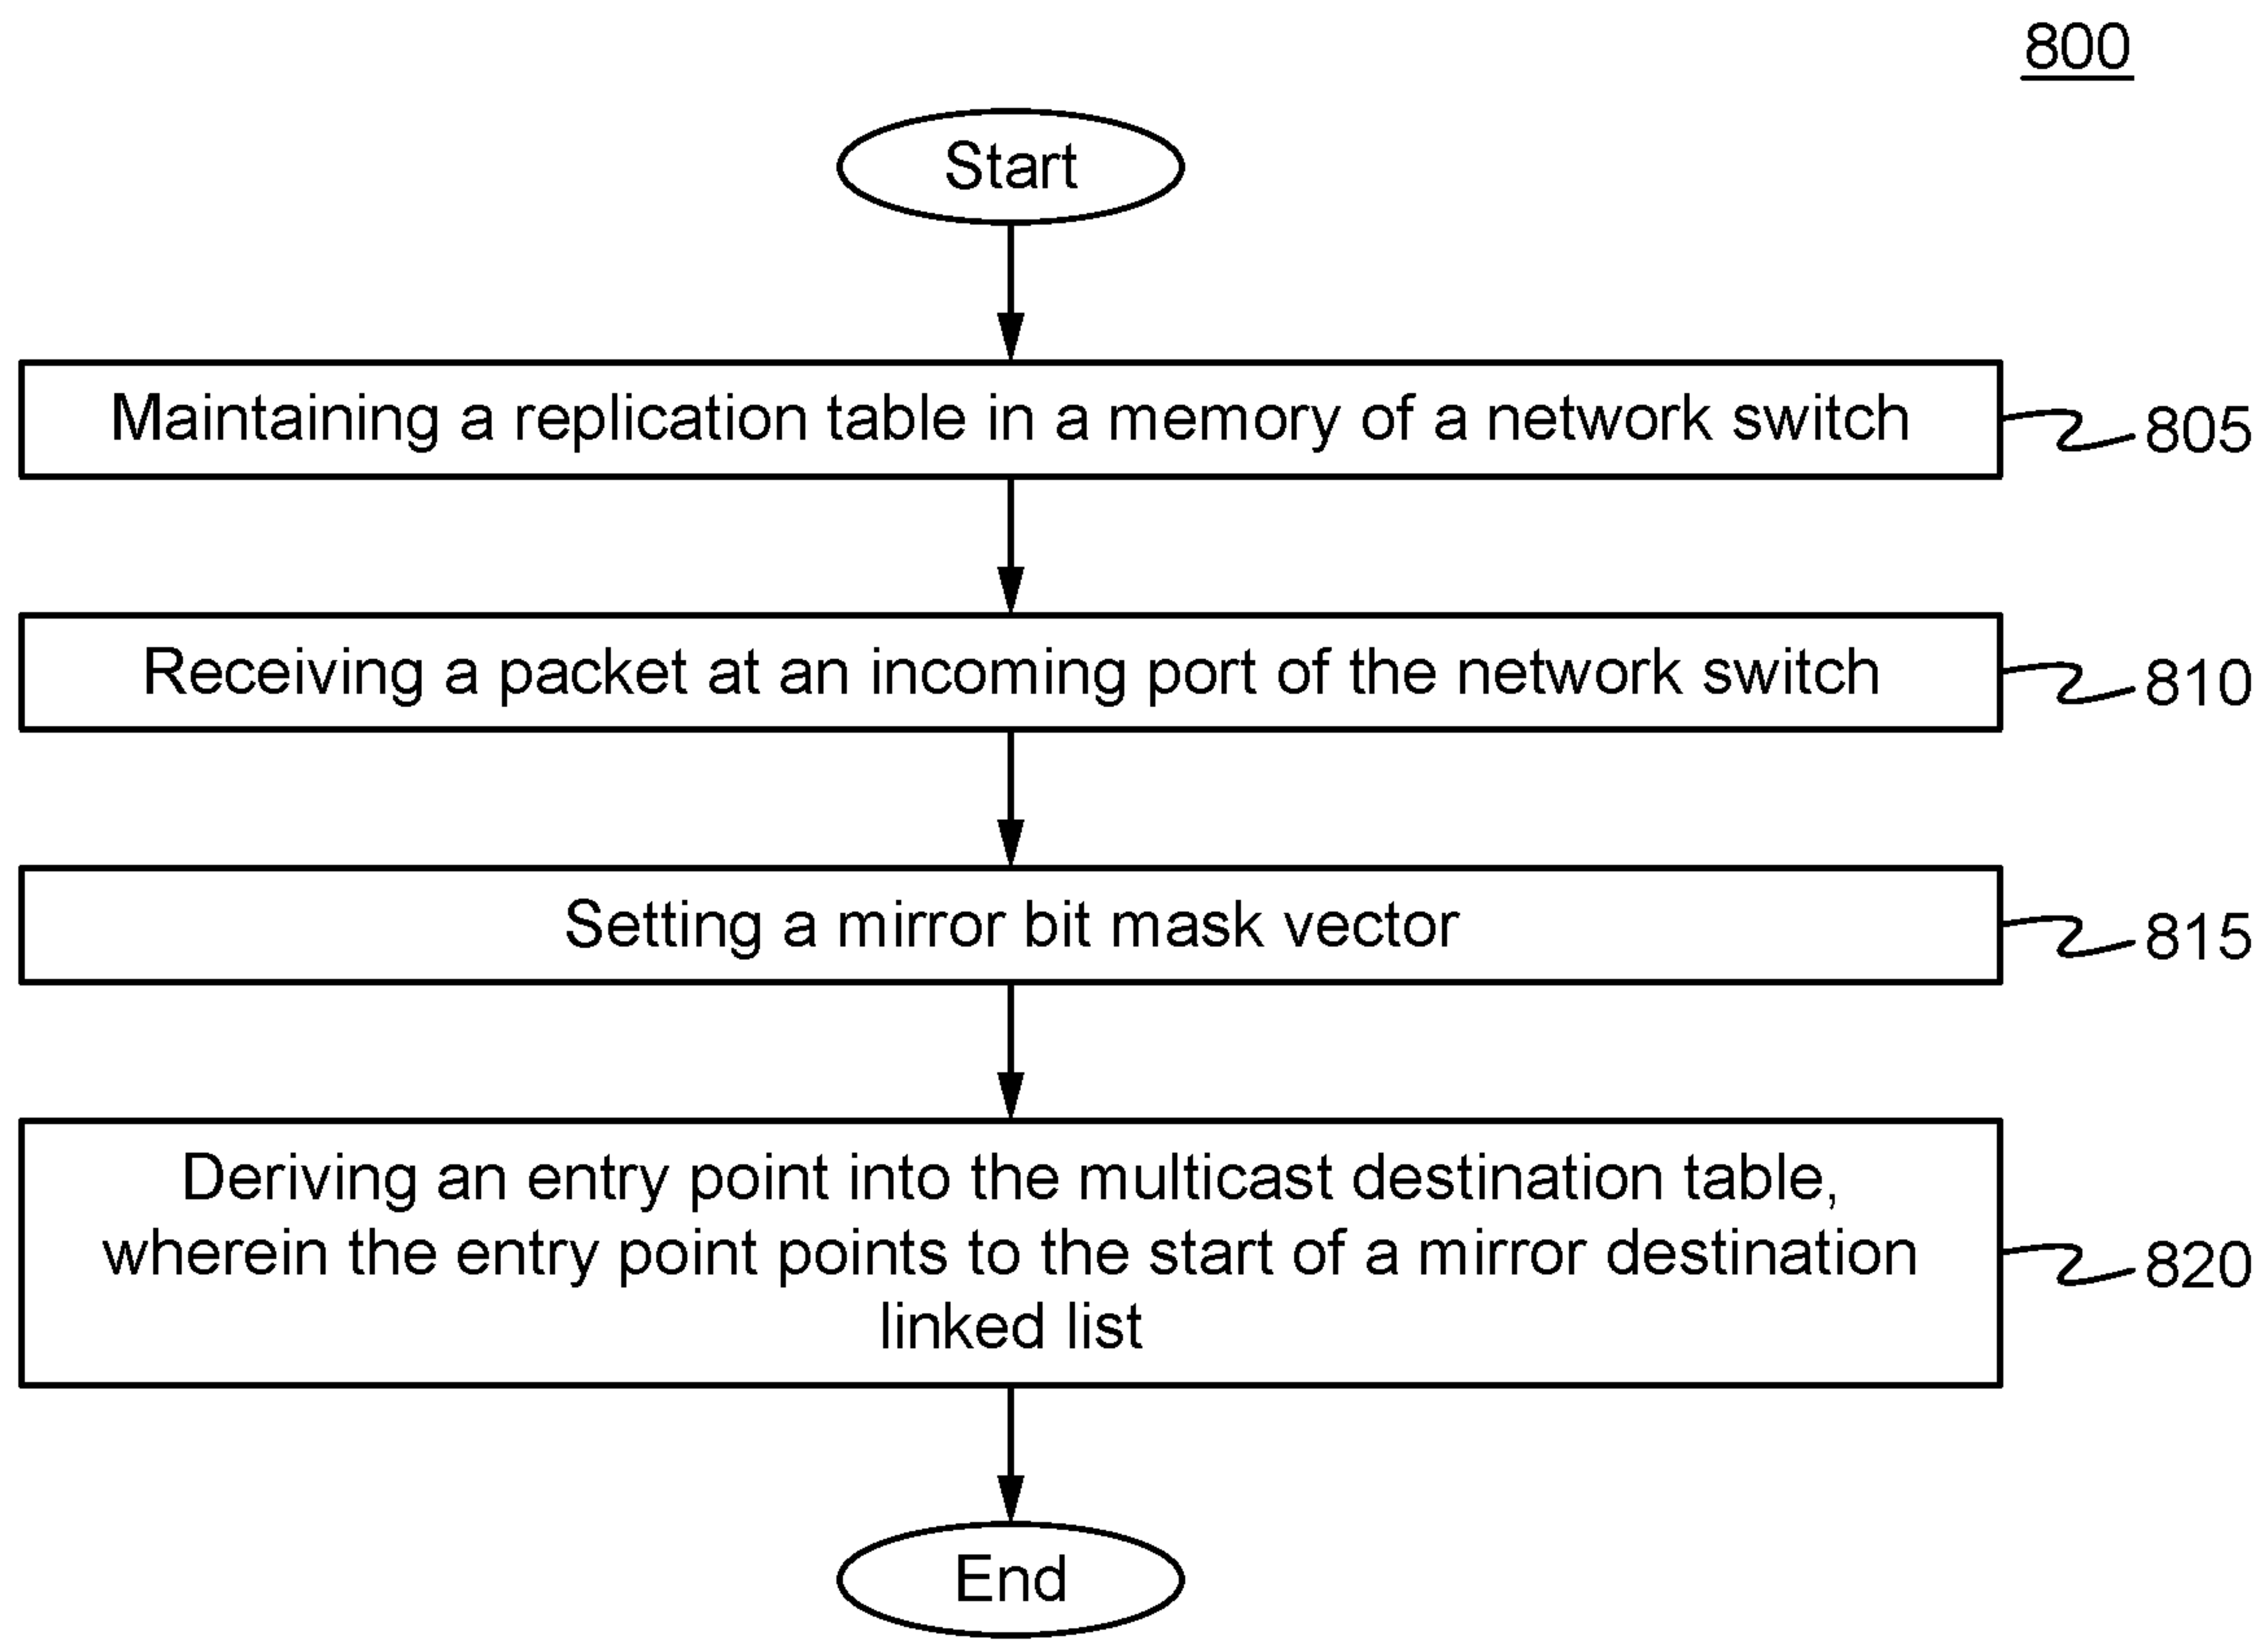 800
Start
Maintaining a replication table in a memory of a network switch
805
Receiving a packet at an incoming port of the network switch
810
Setting a mirror bit mask vector
815
Deriving an entry point into the multicast destination table,
wherein the entry point points to the start of a mirror destination
linked list
820
End